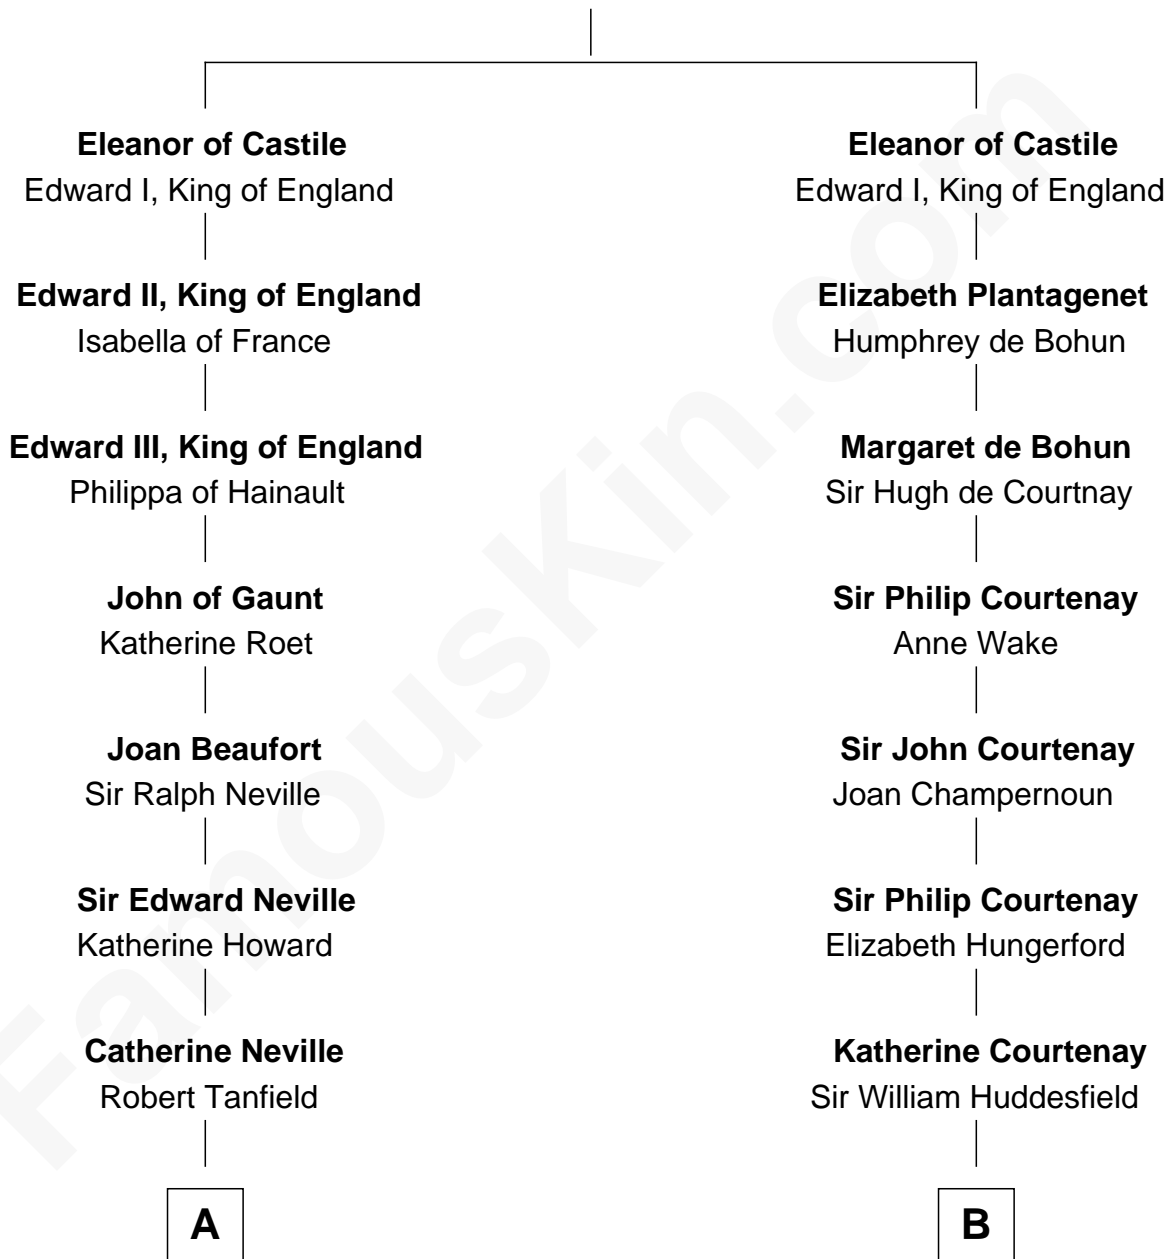 Eleanor of Castile
Edward I, King of England
Edward II, King of England
Isabella of France
Edward III, King of England
Philippa of Hainault
John of Gaunt
Katherine Roet
Joan Beaufort
Sir Ralph Neville
Sir Edward Neville
Katherine Howard
Catherine Neville
Robert Tanfield
A
Eleanor of Castile
Edward I, King of England
Elizabeth Plantagenet
Humphrey de Bohun
Margaret de Bohun
Sir Hugh de Courtnay
Sir Philip Courtenay
Anne Wake
Sir John Courtenay
Joan Champernoun
Sir Philip Courtenay
Elizabeth Hungerford
Katherine Courtenay
Sir William Huddesfield
B
FamousKin.com